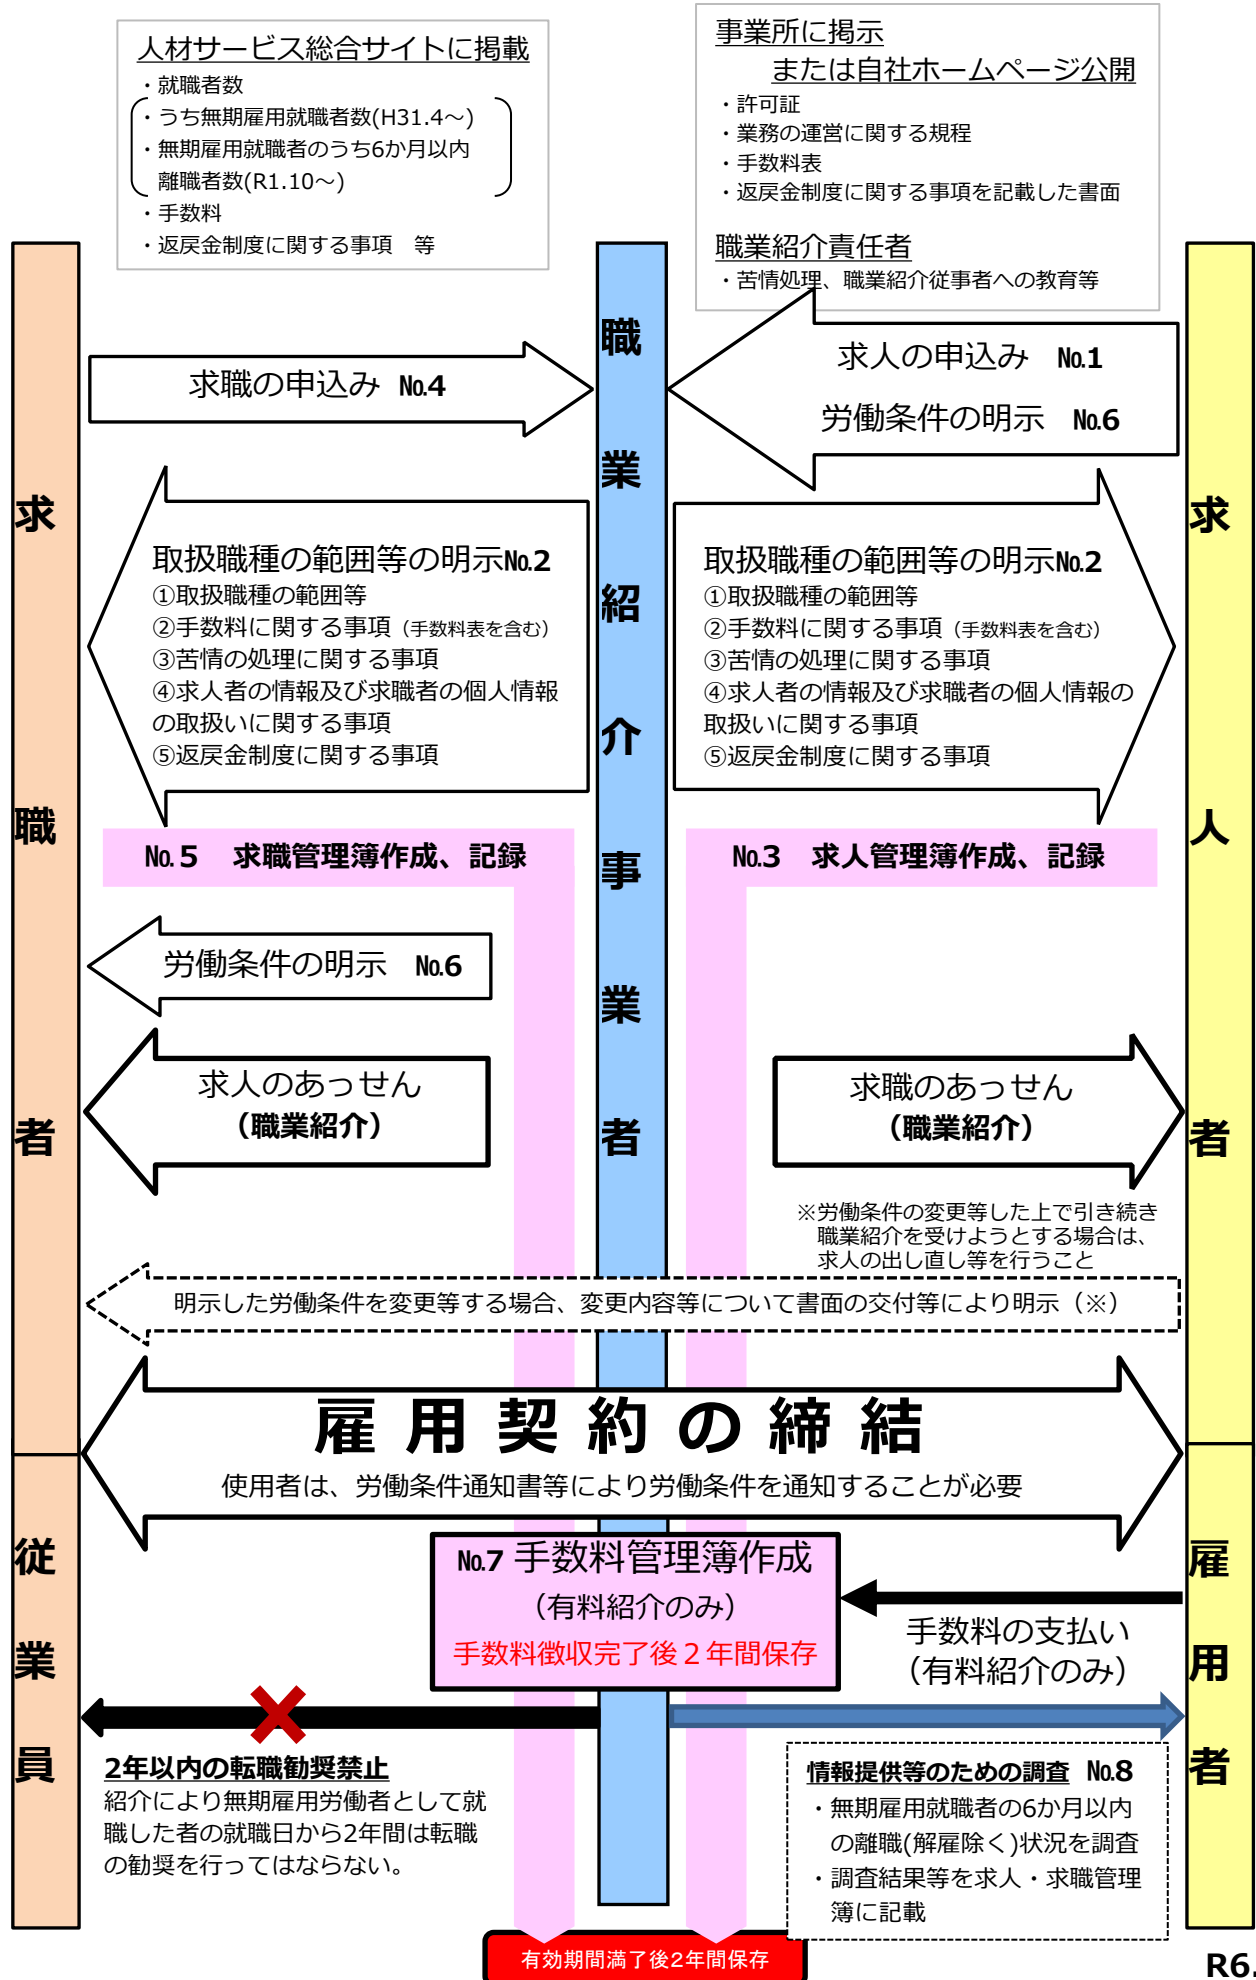 人材サービス総合サイトに掲載
・就職者数
・うち無期雇用就職者数(H31.4～)
・無期雇用就職者のうち6か月以内
離職者数(R1.10～)
・手数料
・返戻金制度に関する事項　等
事業所に掲示
または自社ホームページ公開
・許可証
・業務の運営に関する規程
・手数料表
・返戻金制度に関する事項を記載した書面
職業紹介責任者
・苦情処理、職業紹介従事者への教育等
求職者
職業紹介事業者
求人者
求職の申込み　№4
求人の申込み　№1
労働条件の明示　№6
取扱職種の範囲等の明示№2
①取扱職種の範囲等
②手数料に関する事項（手数料表を含む）
③苦情の処理に関する事項
④求人者の情報及び求職者の個人情報
の取扱いに関する事項
⑤返戻金制度に関する事項
取扱職種の範囲等の明示№2
①取扱職種の範囲等
②手数料に関する事項（手数料表を含む）
③苦情の処理に関する事項
④求人者の情報及び求職者の個人情報の
取扱いに関する事項
⑤返戻金制度に関する事項
№５　求職管理簿作成、記録
№3　求人管理簿作成、記録
労働条件の明示　№6
求人のあっせん
（職業紹介）
求職のあっせん
（職業紹介）
※労働条件の変更等した上で引き続き
職業紹介を受けようとする場合は、
求人の出し直し等を行うこと
明示した労働条件を変更等する場合、変更内容等について書面の交付等により明示（※）
雇用契約の締結
使用者は、労働条件通知書等により労働条件を通知することが必要
従業員
雇用者
№7 手数料管理簿作成
（有料紹介のみ）
手数料徴収完了後２年間保存
手数料の支払い
（有料紹介のみ）
2年以内の転職勧奨禁止
紹介により無期雇用労働者として就
職した者の就職日から2年間は転職
の勧奨を行ってはならない。
情報提供等のための調査　№8
・無期雇用就職者の6か月以内
の離職(解雇除く)状況を調査
・調査結果等を求人・求職管理
簿に記載
有効期間満了後2年間保存
R6.